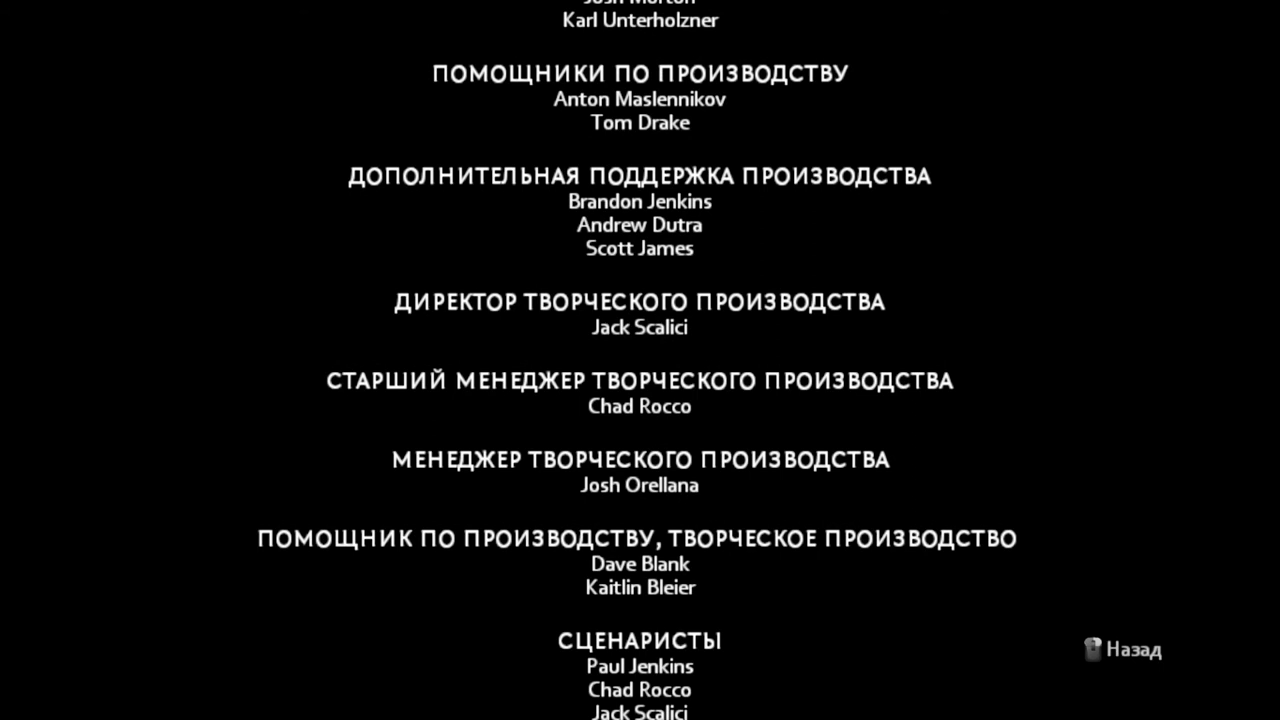 Josh Morton
Karl Unterholzner
ПОМОЩНИКИ ПО ПРОИЗВОДСТВУ
Anton Maslennikov
Tom Drake
ДОПОЛНИТЕЛЬНАЯ ПОДДЕРЖКА ПРОИЗВОДСТВА
Brandon Jenkins
Andrew Dutra
Scott James
ДИРЕКТОР ТВОРЧЕСКОГО ПРОИЗВОДСТВА
Jack Scalici
СТАРШИЙ МЕНЕДЖЕР ТВОРЧЕСКОГО ПРОИЗВОДСТВА
Chad Rocco
МЕНЕДЖЕР ТВОРЧЕСКОГО ПРОИЗВОДСТВА
Josh Orellana
ПОМОЩНИК ПО ПРОИЗВОДСТВУ, ТВОРЧЕСКОЕ ПРОИЗВОДСТВО
Dave Blank
Kaitlin Bleier
СЦЕНАРИСТЫ
Назад
Paul Jenkins
Chad Rocco
Jack Scalici